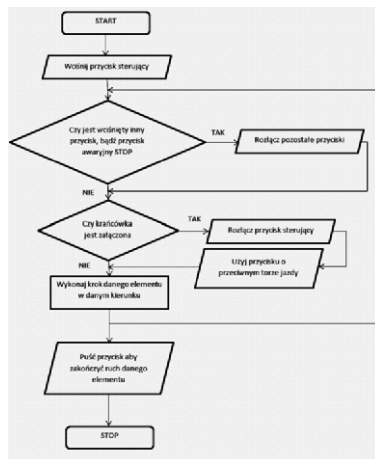 START
Wciśnij przycisk sterujący
Czy jest wciśnięty inny
przycisk, bądź przycisk
awaryjny STOP
TAK
Rozłącz pozostałe przyciski
NIE
Czy krańcówka
jest załączona
TAK
Rozłącz przycisk sterujący
NIE
Użyj przycisku o
przeciwnym torze jazdy
Wykonaj krok danego elementu
w danym kierunku
Puść przycisk aby
zakończyć ruch danego
elementu
STOP